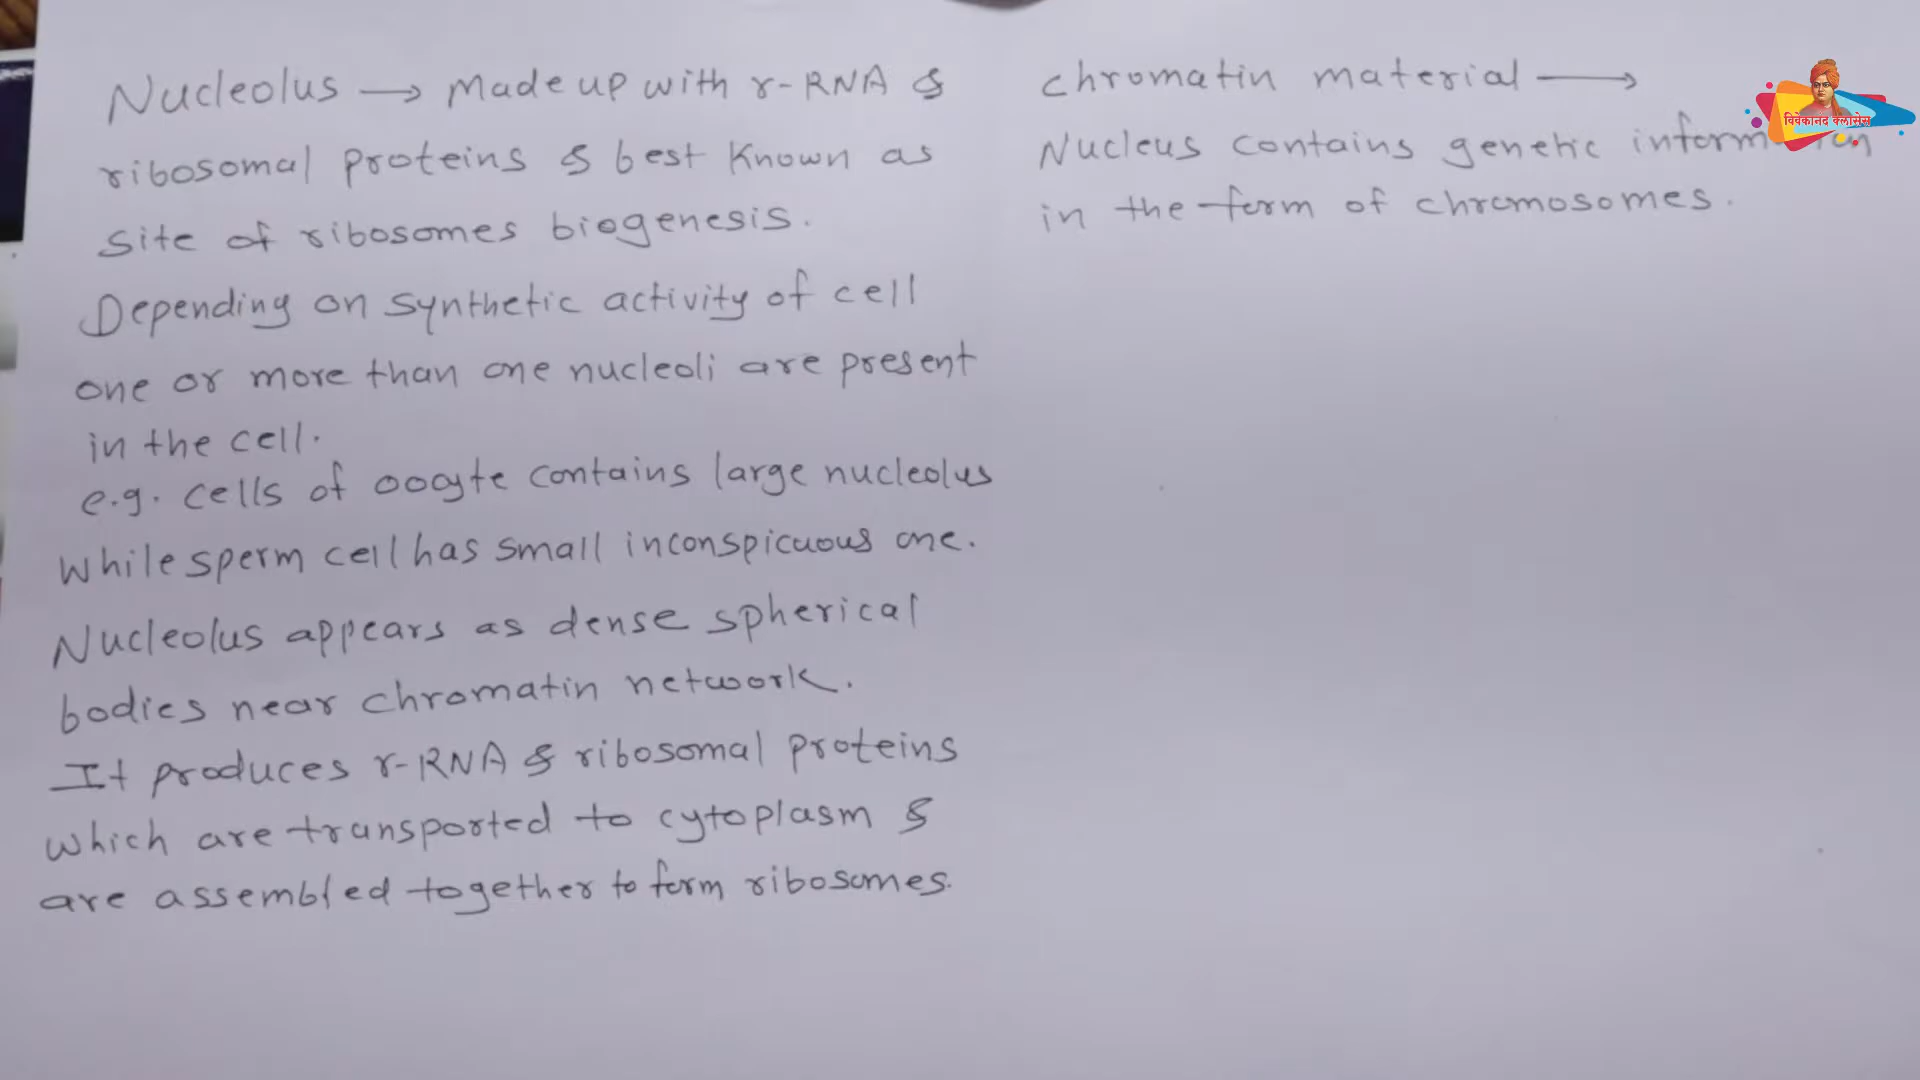 Nucleolus → Made up with r-RNA &
ribosomal proteins & best known as
site of ribosomes biogenesis.
Depending on synthetic activity of cell
one or more than one nucleoli are present
in the cell.
e.g. cells of oocyte contains large nucleolus
While sperm cell has small inconspicuous one.
Nucleolus appears as dense spherical
bodies near chromatin network.
It produces r-RNA & ribosomal proteins
which are transported to cytoplasm &
are assembled together to form ribosomes.
chromatin material →
Nucleus contains genetic information
in the form of chromosomes.
विवेकानंद क्लासेस